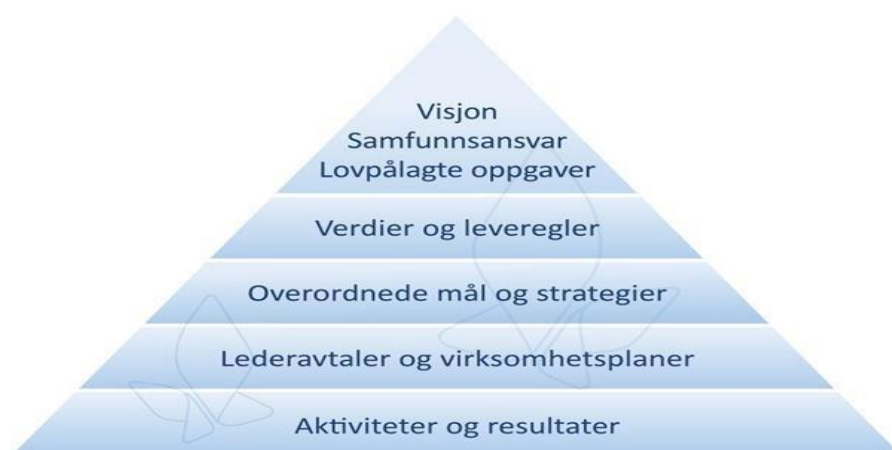 Visjon
Samfunnsansvar
Lovpålagte oppgaver
Verdier og leveregler
Overordnede mål og strategier
Lederavtaler og virksomhetsplaner
Aktiviteter og resultater